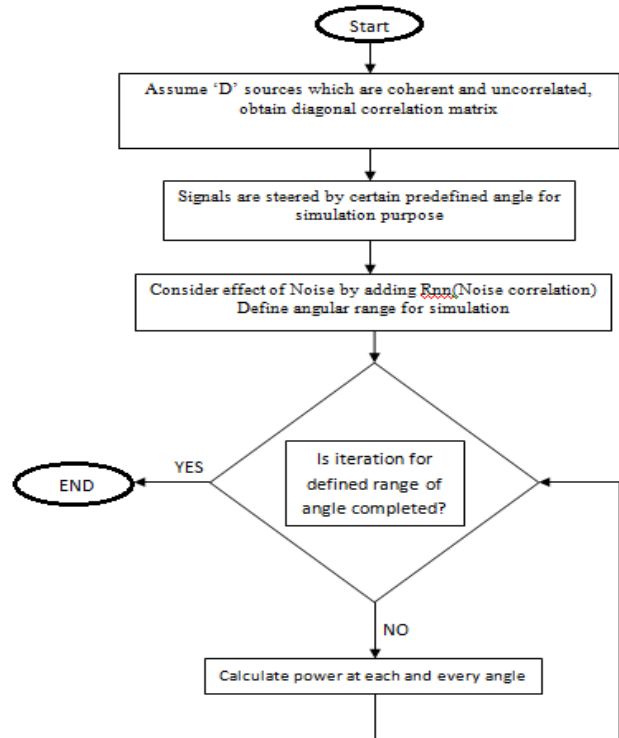 Start
Assume ‘D’ sources which are coherent and uncorrelated,
obtain diagonal correlation matrix
Signals are steered by certain predefined angle for
simulation purpose
Consider effect of Noise by adding Rnn(Noise correlation)
Define angular range for simulation
Is iteration for
defined range of
angle completed?
YES
END
NO
Calculate power at each and every angle